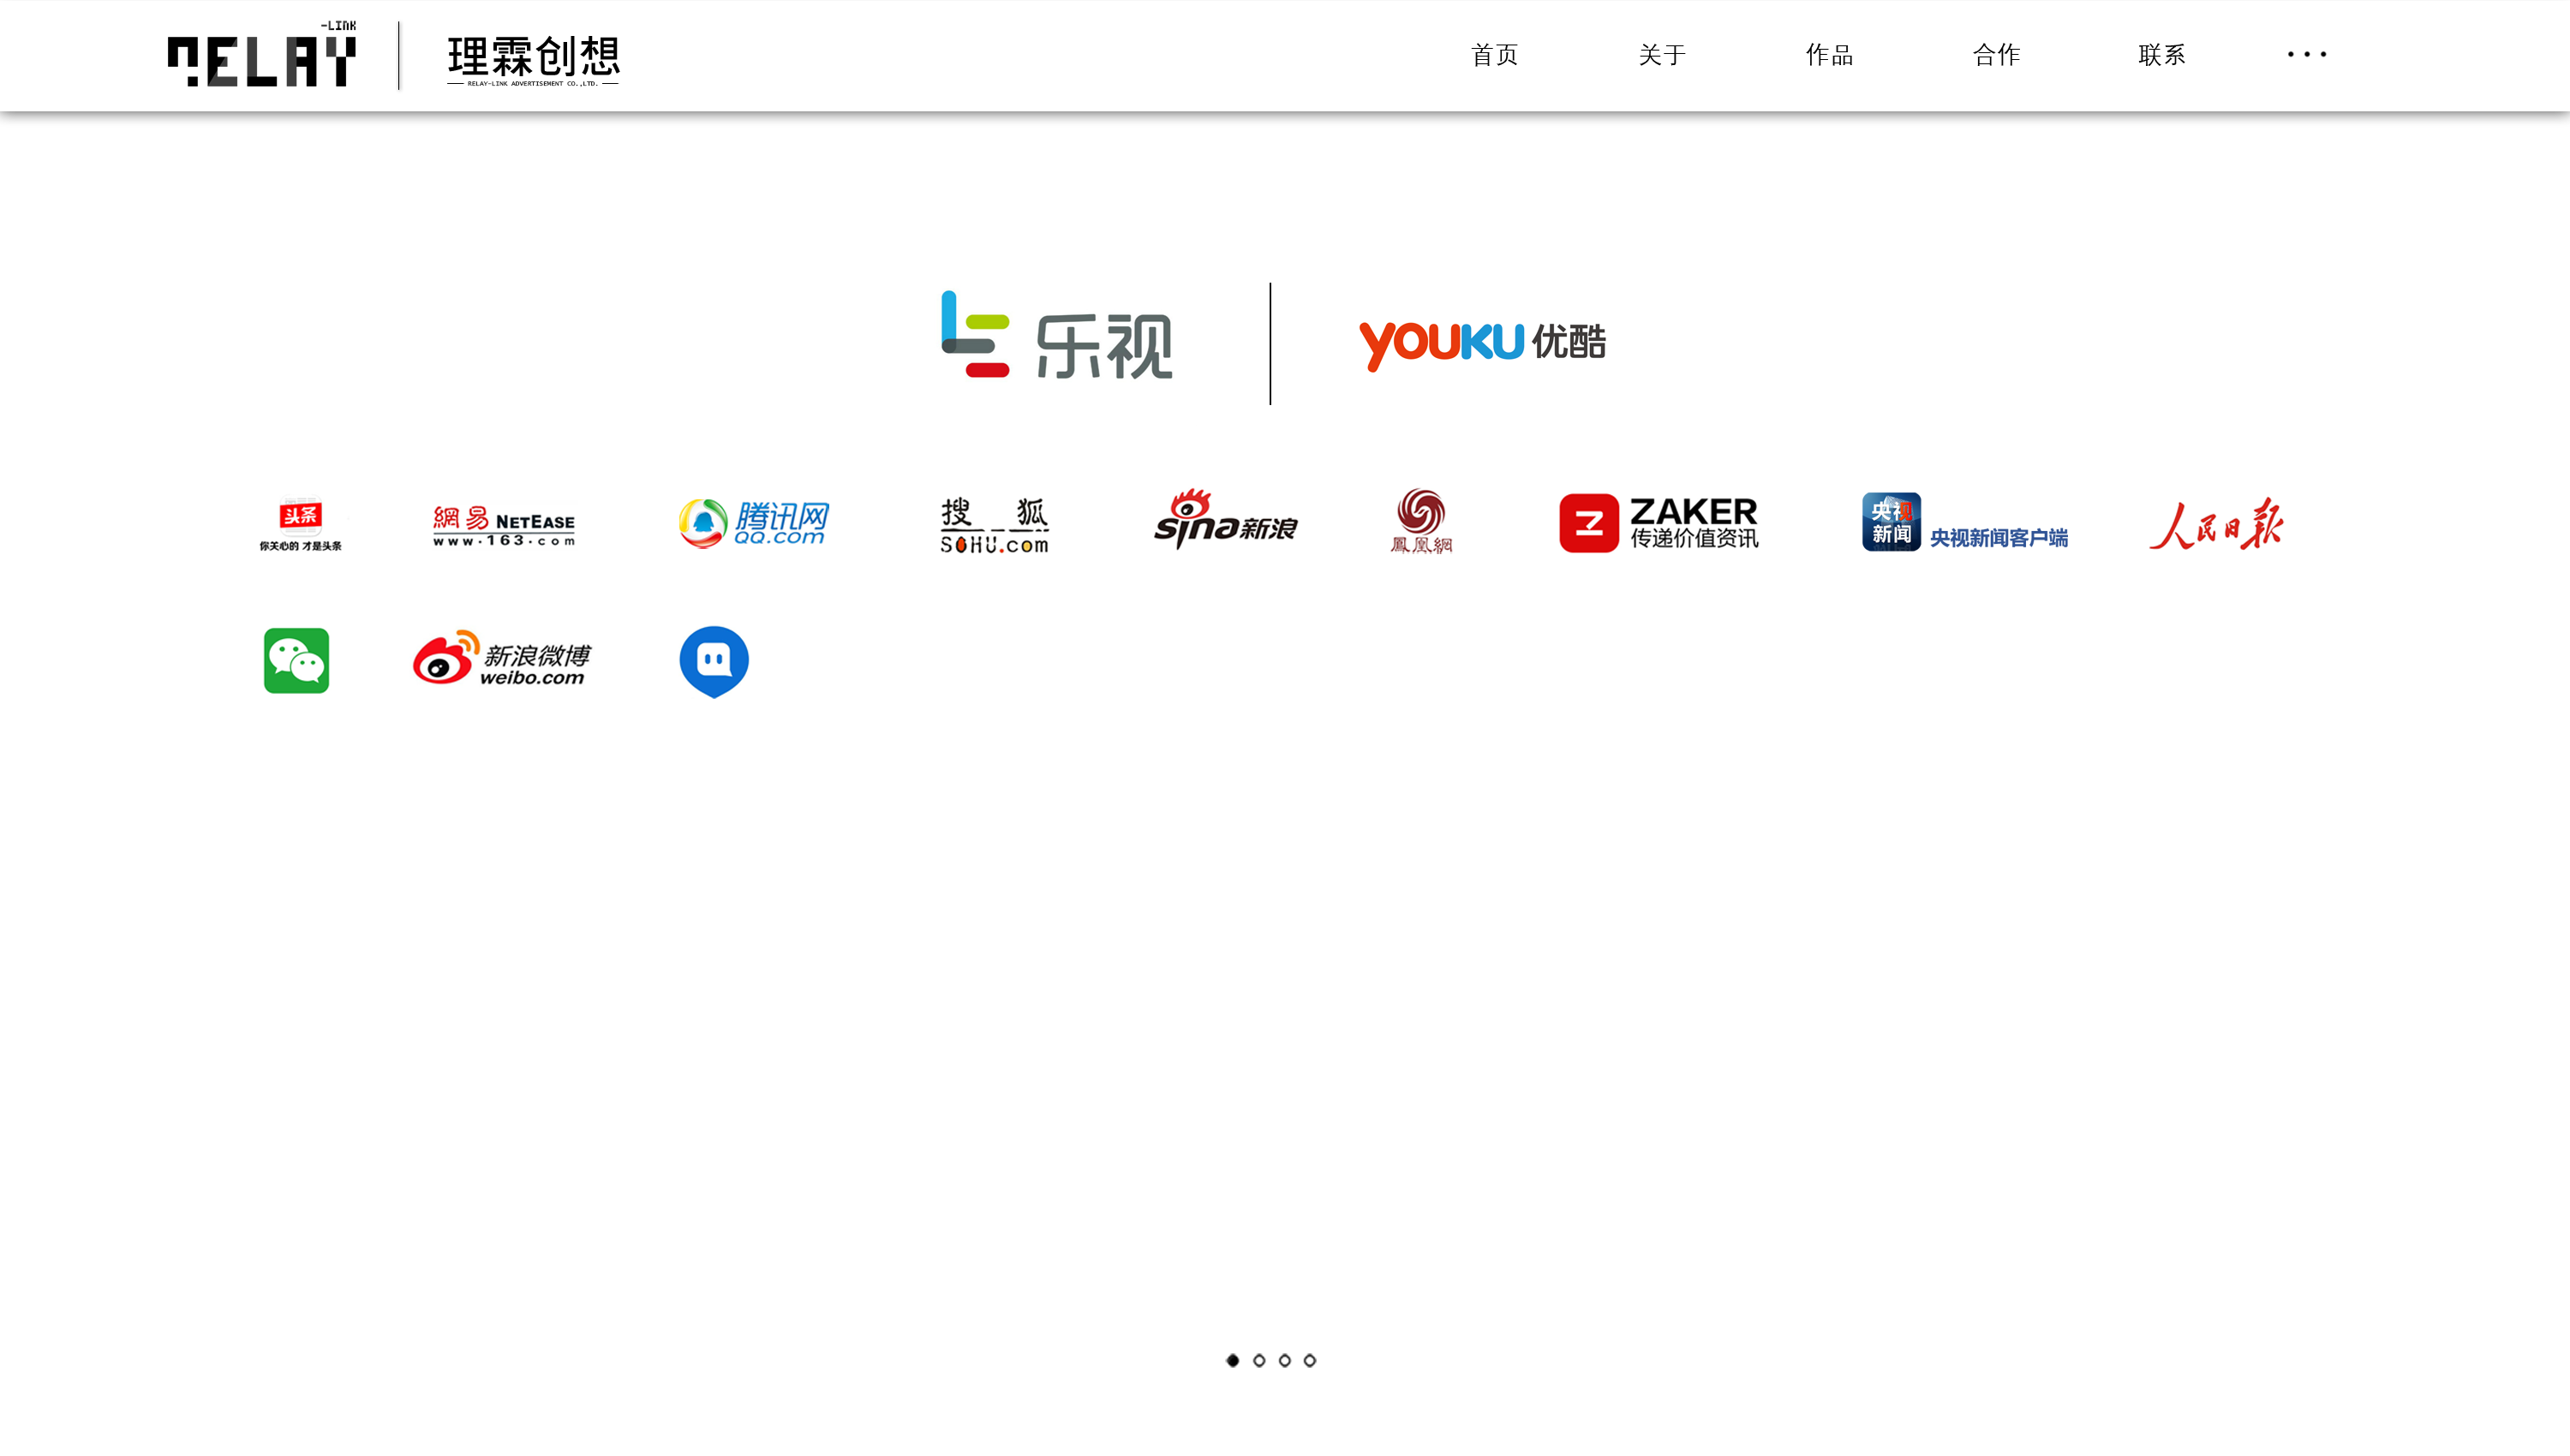 -LINK
RELAY
理霖创想
RELAY-LINK ADVERTISEMENT CO.,LTD.
首页 关于 作品 合作 联系 ...
乐视
YOUKU 优酷
头条
你关心的 才是头条
網易 NETEASE
www.163.com
腾讯网
QQ.com
搜狐
SOHU.com
sina新浪
鳳凰網
ZAKER
传递价值资讯
央视
新闻
央视新闻客户端
人民日报
新浪微博
weibo.com